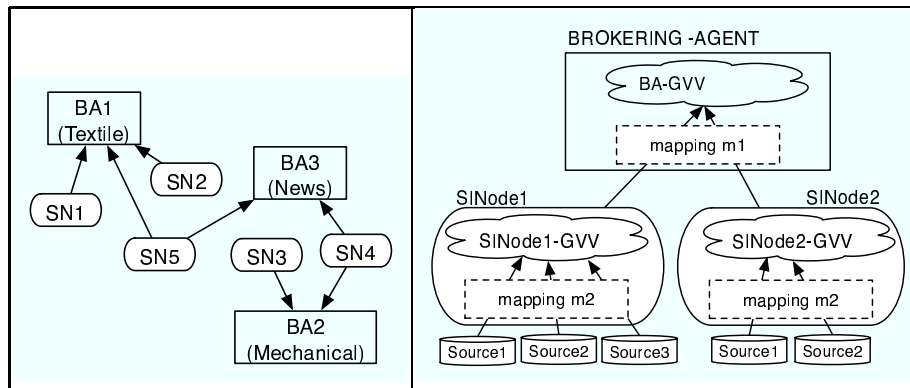 BA1
(Textile)
SN1
SN2
BA3
(News)
SN5
SN3
SN4
BA2
(Mechanical)
BROKERING -AGENT
BA-GVV
mapping m1
SINode1
SINode2
SINode1-GVV
SINode2-GVV
mapping m2
mapping m2
Source1
Source2
Source3
Source1
Source2